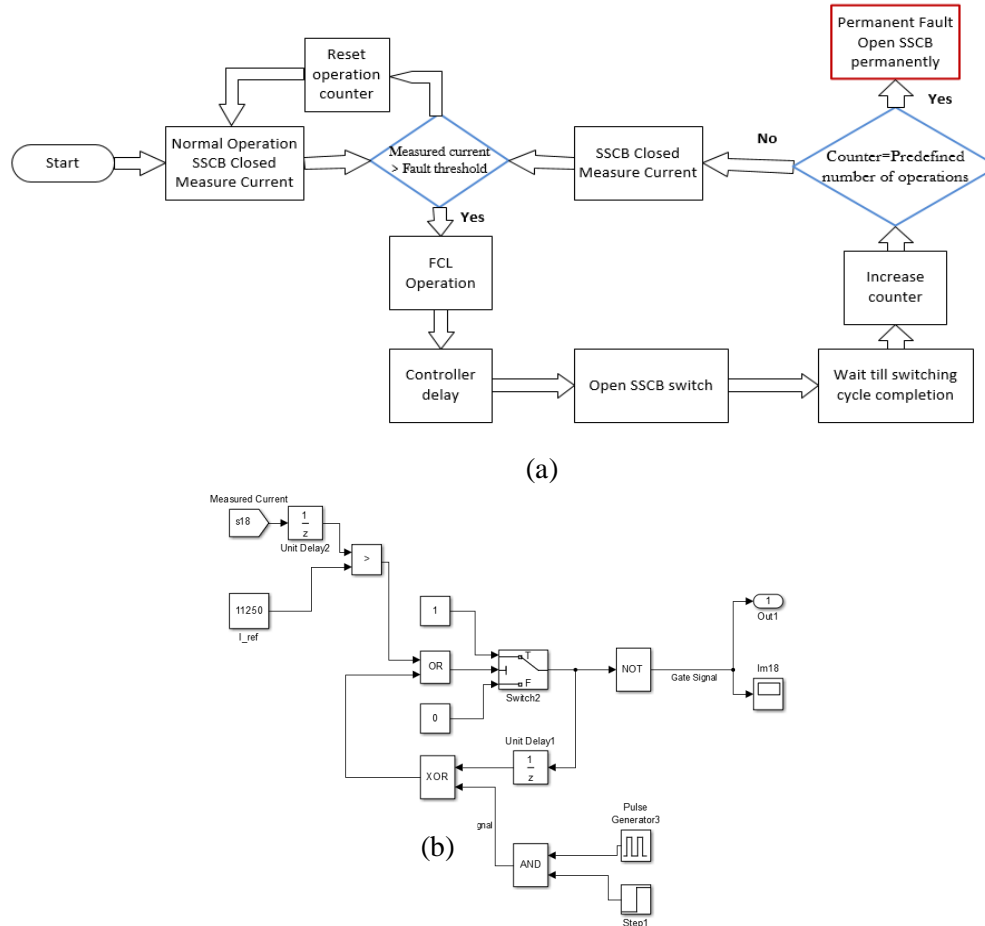 Permanent Fault
Open SSCB
permanently
Reset
operation
counter
Yes
Start
Normal Operation
SSCB Closed
Measure Current
Measured current
> Fault threshold
SSCB Closed
Measure Current
No
Counter=Predefined
number of operations
Yes
FCL
Operation
Increase
counter
Controller
delay
Open SSCB switch
Wait till switching
cycle completion
(a)
Measured Current
s18
1
z
Unit Delay2
>
11250
I_ref
1
OR
T
F
Switch2
0
NOT
Gate Signal
1
Out1
Im18
Unit Delay1
1
z
XOR
gnal
(b)
AND
Pulse
Generator3
Step1